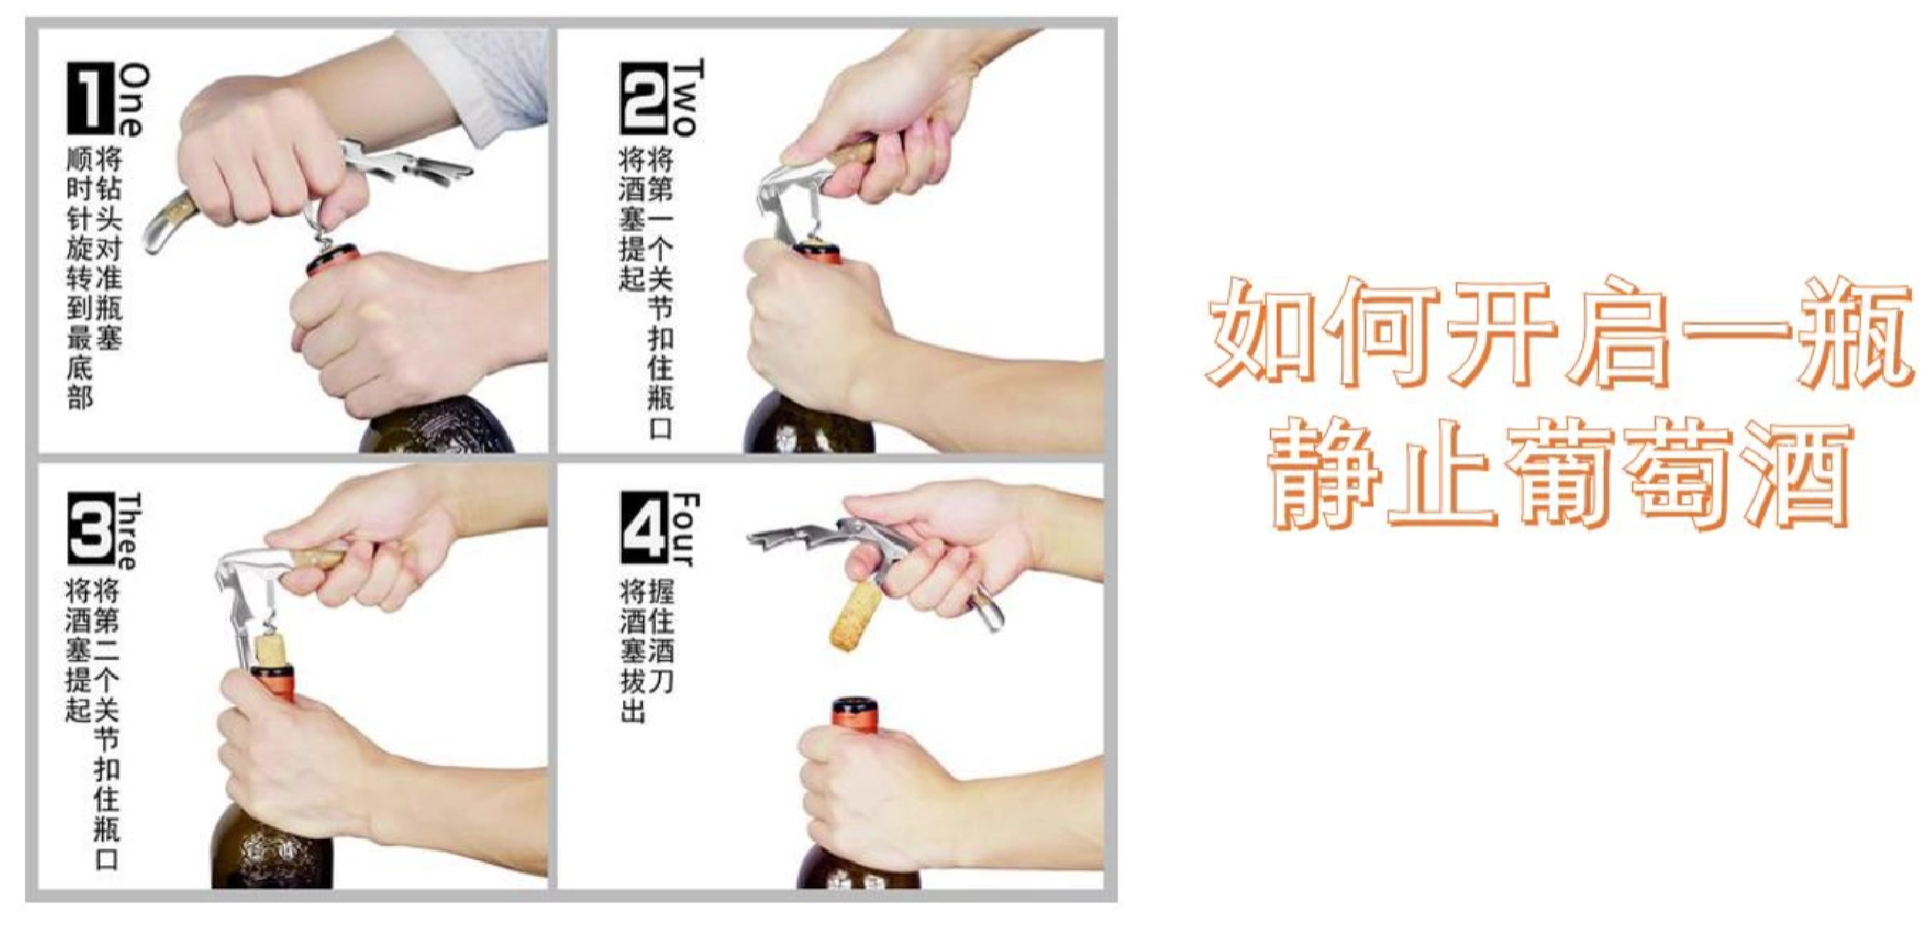 1
One
将钻头对准瓶塞
顺时针旋转到最底部
2
Two
将第一个关节扣住瓶口
将酒塞提起
3
Three
将第二个关节扣住瓶口
将酒塞提起
4
Four
握住酒刀
将酒塞拔出
如何开启一瓶
静止葡萄酒